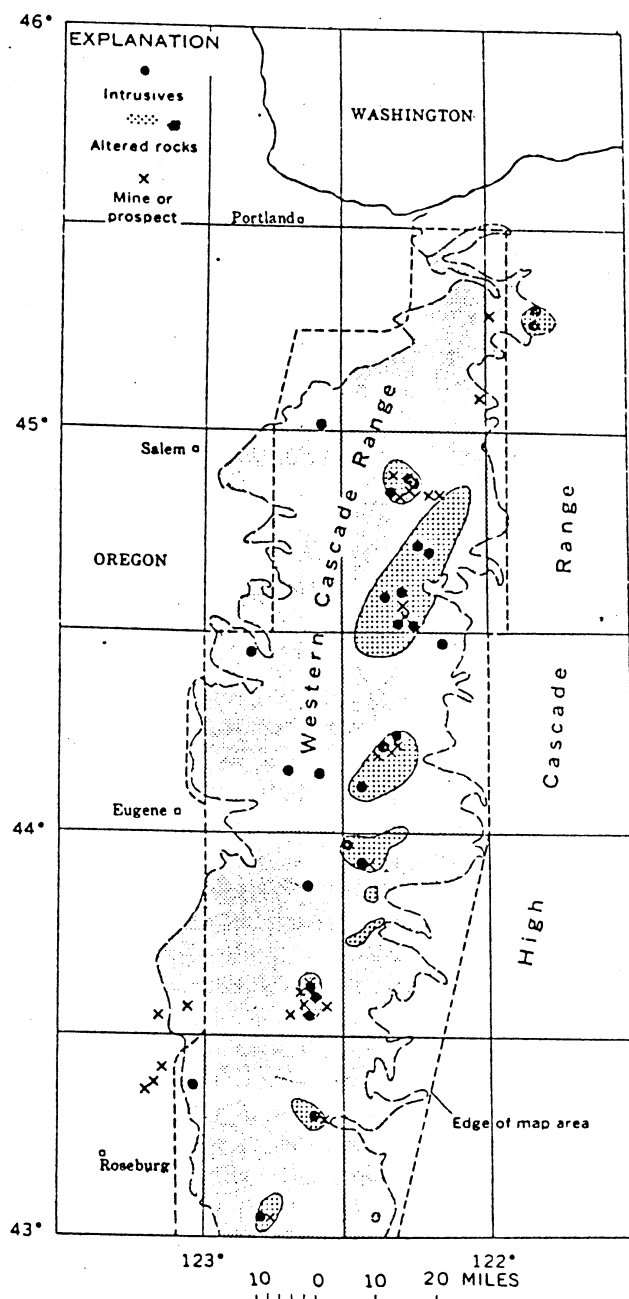 46°
EXPLANATION
Intrusives
Altered rocks
Mine or
prospect
WASHINGTON
Portland
45°
Salem
OREGON
Western Cascade Range
High Cascade Range
44°
Eugene
Edge of map area
Roseburg
43°
123°
122°
10 0 10 20 MILES